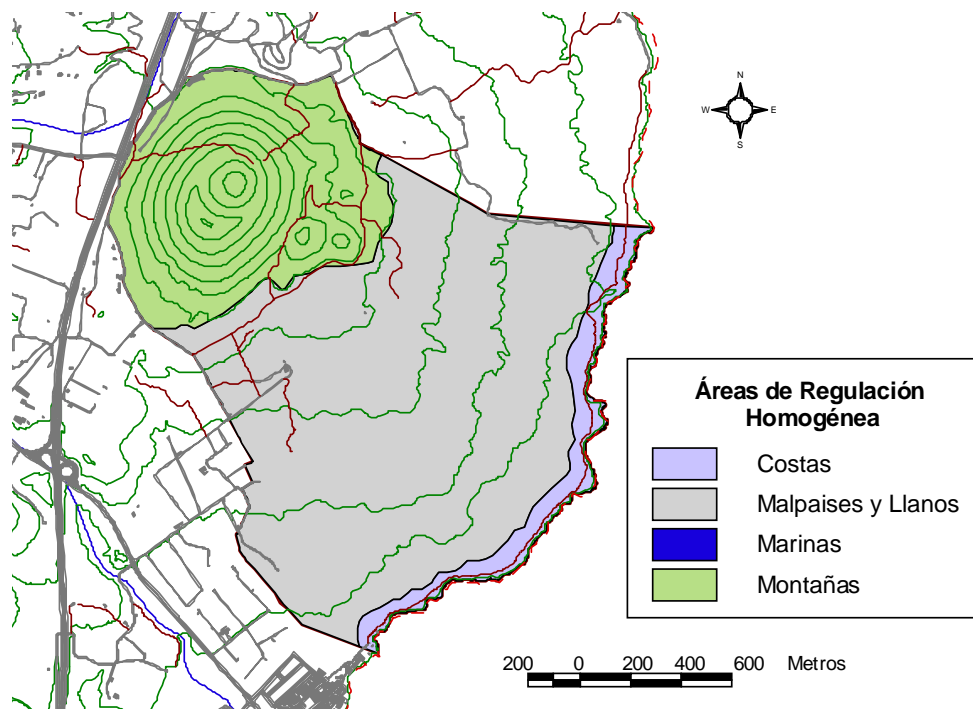 N
W E
S
Áreas de Regulación
Homogénea
Costas
Malpaises y Llanos
Marinas
Montañas
200 0 200 400 600 Metros